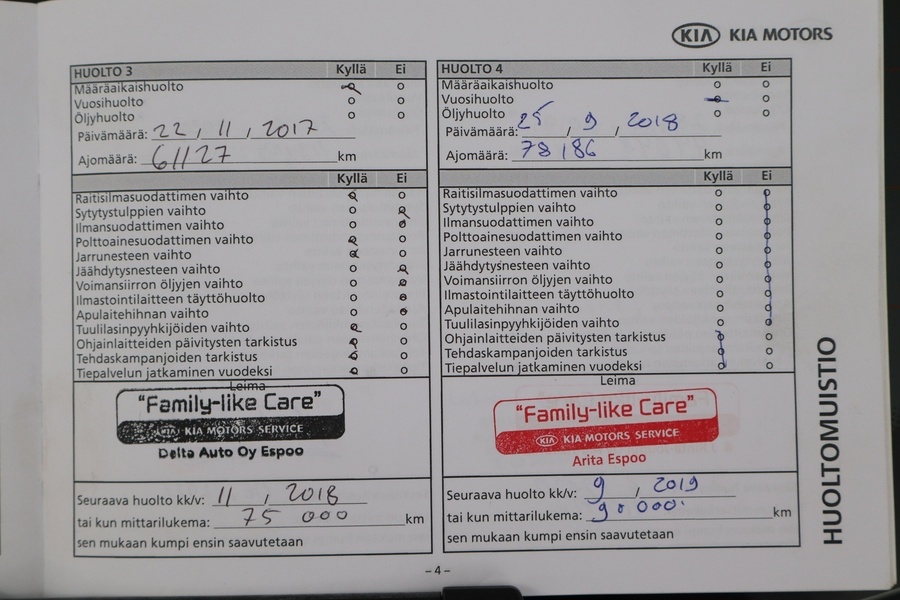 KIA KIA MOTORS
HUOLTO 3 Kyllä Ei
Määräaikaishuolto
Vuosihuolto
Öljyhuolto
Päivämäärä: 22, 11, 2017
Ajomäärä: 61127 km
Kyllä Ei
Raitisilmasuodattimen vaihto
Sytytystulppien vaihto
Ilmansuodattimen vaihto
Polttoainesuodattimen vaihto
Jarrunesteen vaihto
Jäähdytysnesteen vaihto
Voimansiirron öljyjen vaihto
Ilmastointilaitteen täyttöhuolto
Apulaitehihnan vaihto
Tuulilasinpyyhkijöiden vaihto
Ohjainlaitteiden päivitysten tarkistus
Tehdaskampanjoiden tarkistus
Tiepalvelun jatkaminen vuodeksi
Leima
"Family-like Care"
KIA KIA MOTORS SERVICE
Delta Auto Oy Espoo
Seuraava huolto kk/v: 11, 2018
tai kun mittarilukema: 75 000 km
sen mukaan kumpi ensin saavutetaan
HUOLTO 4 Kyllä Ei
Määräaikaishuolto
Vuosihuolto
Öljyhuolto
Päivämäärä: 25, 9, 2018
Ajomäärä: 78186 km
Kyllä Ei
Raitisilmasuodattimen vaihto
Sytytystulppien vaihto
Ilmansuodattimen vaihto
Polttoainesuodattimen vaihto
Jarrunesteen vaihto
Jäähdytysnesteen vaihto
Voimansiirron öljyjen vaihto
Ilmastointilaitteen täyttöhuolto
Apulaitehihnan vaihto
Tuulilasinpyyhkijöiden vaihto
Ohjainlaitteiden päivitysten tarkistus
Tehdaskampanjoiden tarkistus
Tiepalvelun jatkaminen vuodeksi
Leima
"Family-like Care"
KIA KIA MOTORS SERVICE
Arita Espoo
Seuraava huolto kk/v: 9, 2019
tai kun mittarilukema: 90 000 km
sen mukaan kumpi ensin saavutetaan
HUOLTOMUISTIO
- 4 -